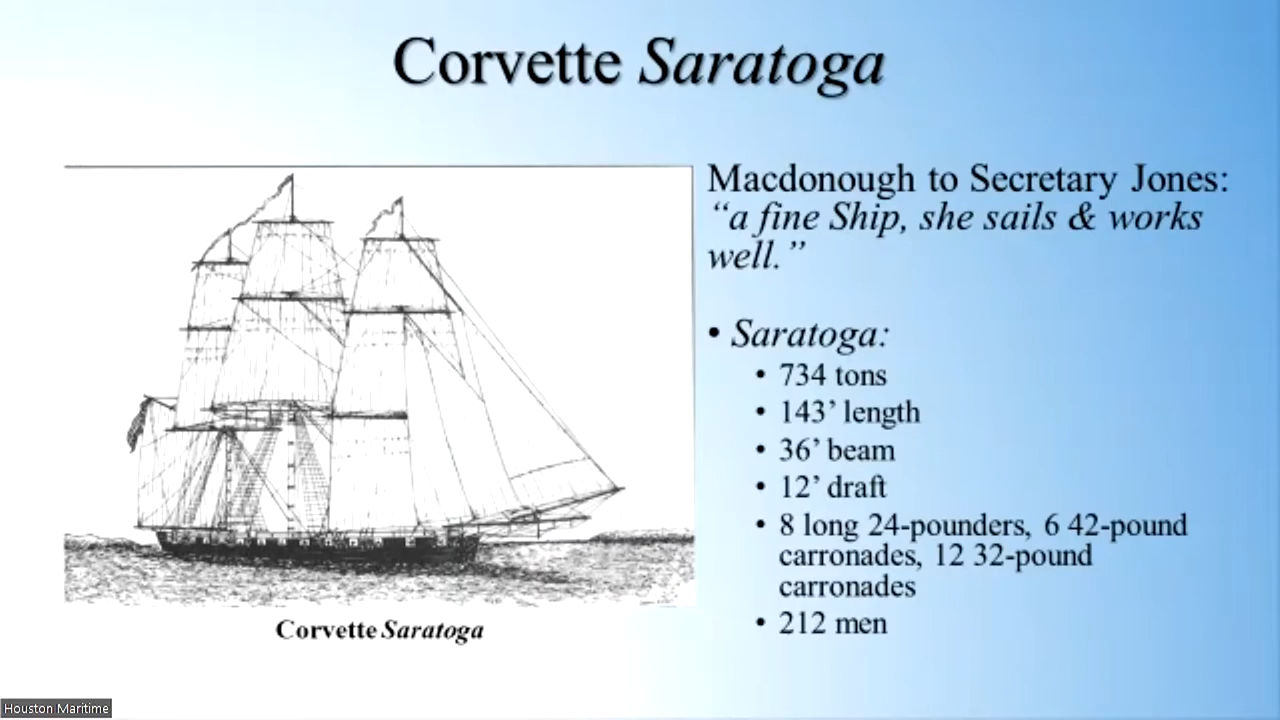 Corvette Saratoga
Macdonough to Secretary Jones:
“a fine Ship, she sails & works
well.”
• Saratoga:
• 734 tons
• 143’ length
• 36’ beam
• 12’ draft
• 8 long 24-pounders, 6 42-pound
carronades, 12 32-pound
carronades
• 212 men
Corvette Saratoga
Houston Maritime